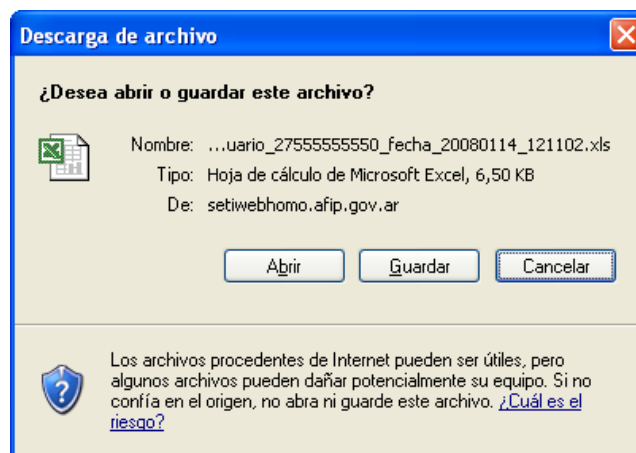 Descarga de archivo
¿Desea abrir o guardar este archivo?
Nombre: ...uario_27555555550_fecha_20080114_121102.xls
Tipo: Hoja de cálculo de Microsoft Excel, 6,50 KB
De: setiwebhomo.afip.gov.ar
Abrir Guardar Cancelar
Los archivos procedentes de Internet pueden ser útiles, pero
algunos archivos pueden dañar potencialmente su equipo. Si no
confía en el origen, no abra ni guarde este archivo. ¿Cuál es el
riesgo?